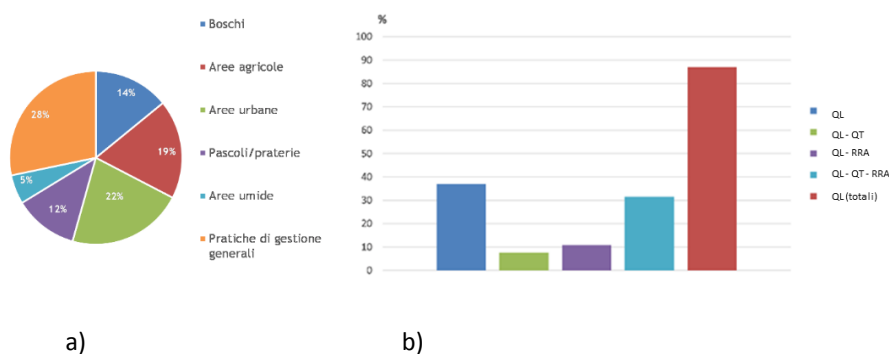 Boschi
Aree agricole
Aree urbane
Pascoli/praterie
Aree umide
Pratiche di gestione
generali
14%
19%
22%
12%
5%
28%
%
100
90
80
70
60
50
40
30
20
10
0
QL
QL - QT
QL - RRA
QL - QT - RRA
QL (totali)
a)
b)